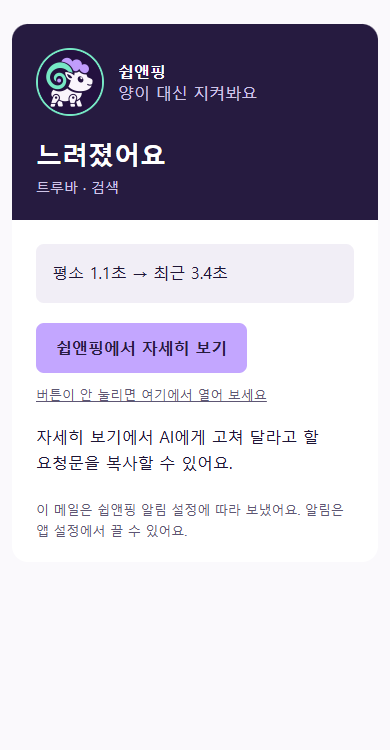 쉽앤핑
양이 대신 지켜봐요
느려졌어요
트루바 · 검색
평소 1.1초 → 최근 3.4초
쉽앤핑에서 자세히 보기
버튼이 안 눌리면 여기에서 열어 보세요
자세히 보기에서 AI에게 고쳐 달라고 할
요청문을 복사할 수 있어요.
이 메일은 쉽앤핑 알림 설정에 따라 보냈어요. 알림은
앱 설정에서 끌 수 있어요.